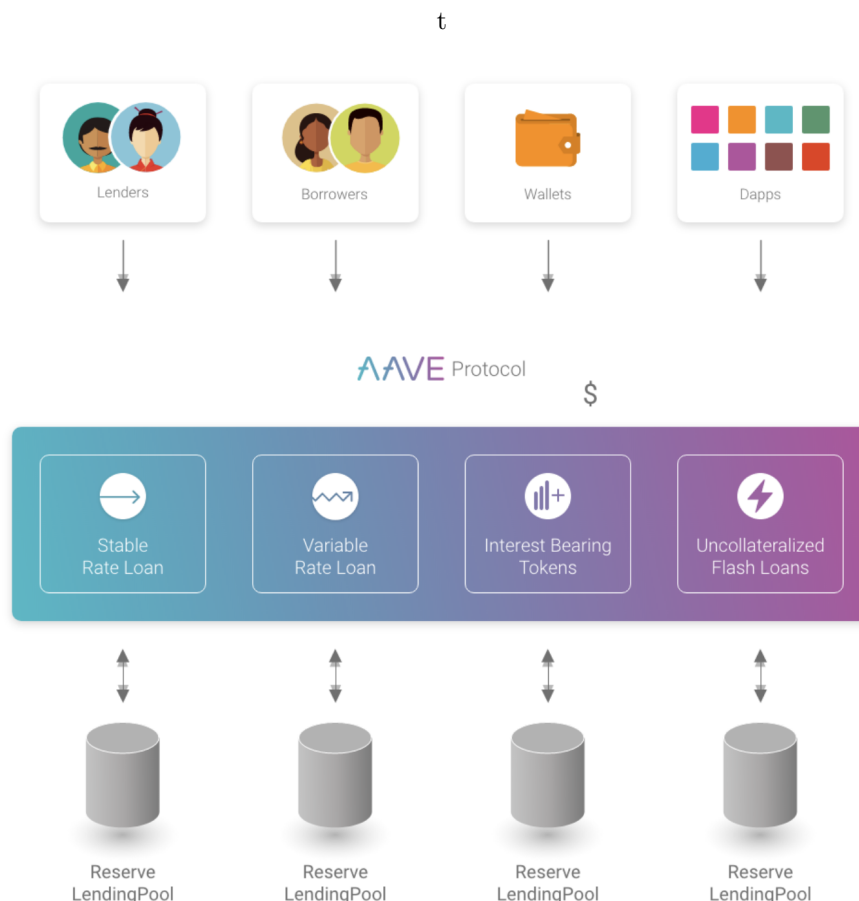 t
Lenders
Borrowers
Wallets
Dapps
AAVE Protocol
$
Stable
Rate Loan
Variable
Rate Loan
Interest Bearing
Tokens
Uncollateralized
Flash Loans
Reserve
LendingPool
Reserve
LendingPool
Reserve
LendingPool
Reserve
LendingPool